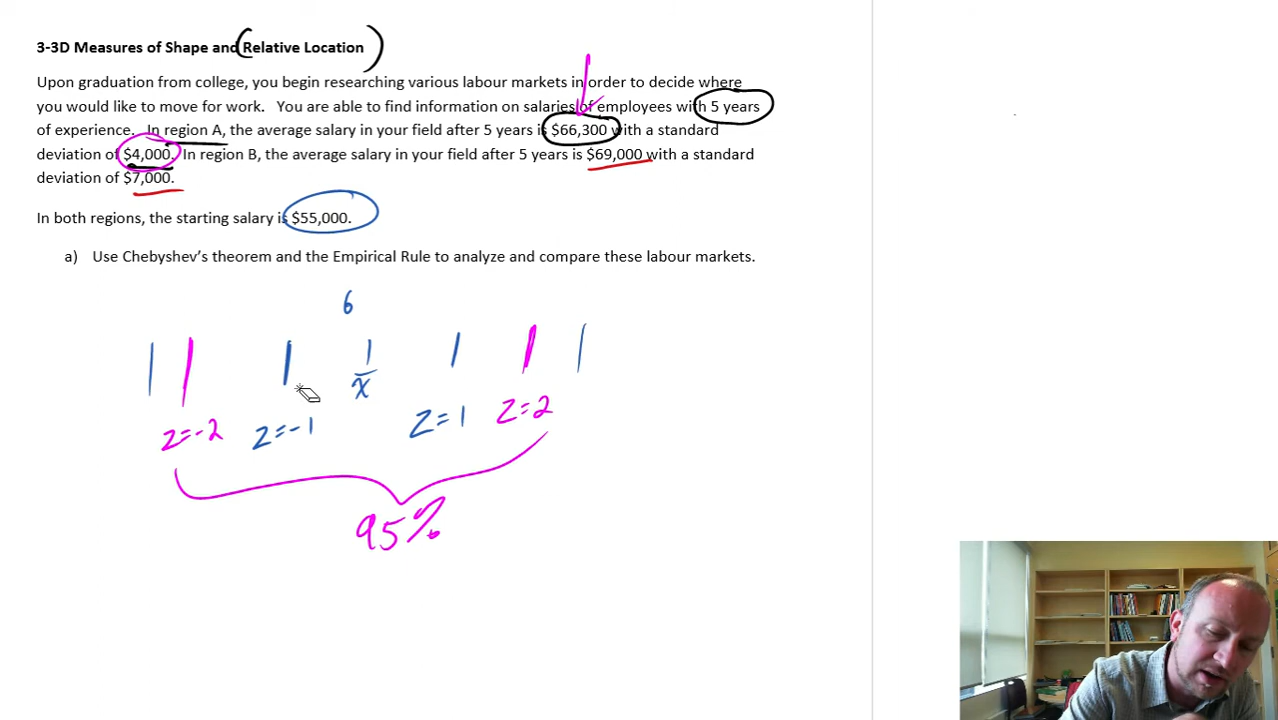 3-3D Measures of Shape and (Relative Location)
Upon graduation from college, you begin researching various labour markets in order to decide where
you would like to move for work. You are able to find information on salaries of employees with 5 years
of experience. In region A, the average salary in your field after 5 years is $66,300 with a standard
deviation of $4,000. In region B, the average salary in your field after 5 years is $69,000 with a standard
deviation of $7,000.
In both regions, the starting salary is $55,000.
a) Use Chebyshev's theorem and the Empirical Rule to analyze and compare these labour markets.
6
x̄
z=-2 z=-1 z=1 z=2
95%